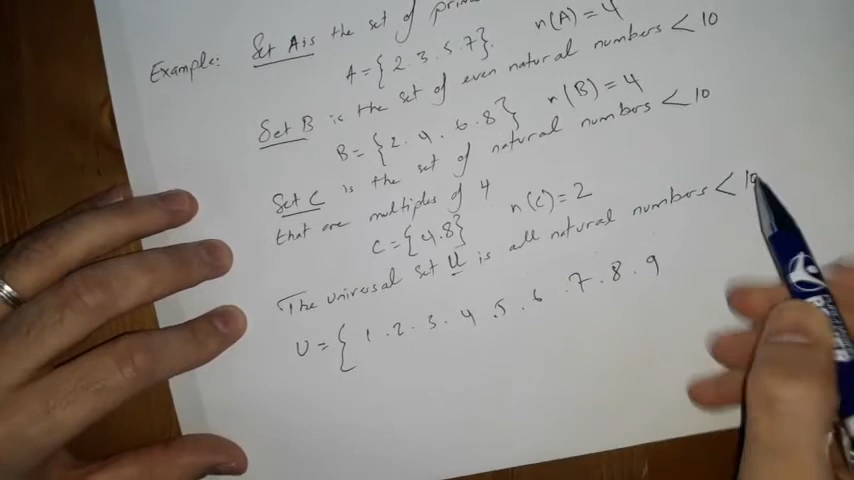 Example: Set A is the set of prime
A = { 2 . 3 . 5 . 7 }. n(A) = 4
Set B is the set of even natural numbers < 10
B = { 2 . 4 . 6 . 8 } n(B) = 4
Set C is the set of natural numbers < 10
that are multiples of 4
C = { 4 . 8 } n(C) = 2
The universal set U is all natural numbers < 10
U = { 1 . 2 . 3 . 4 . 5 . 6 . 7 . 8 . 9